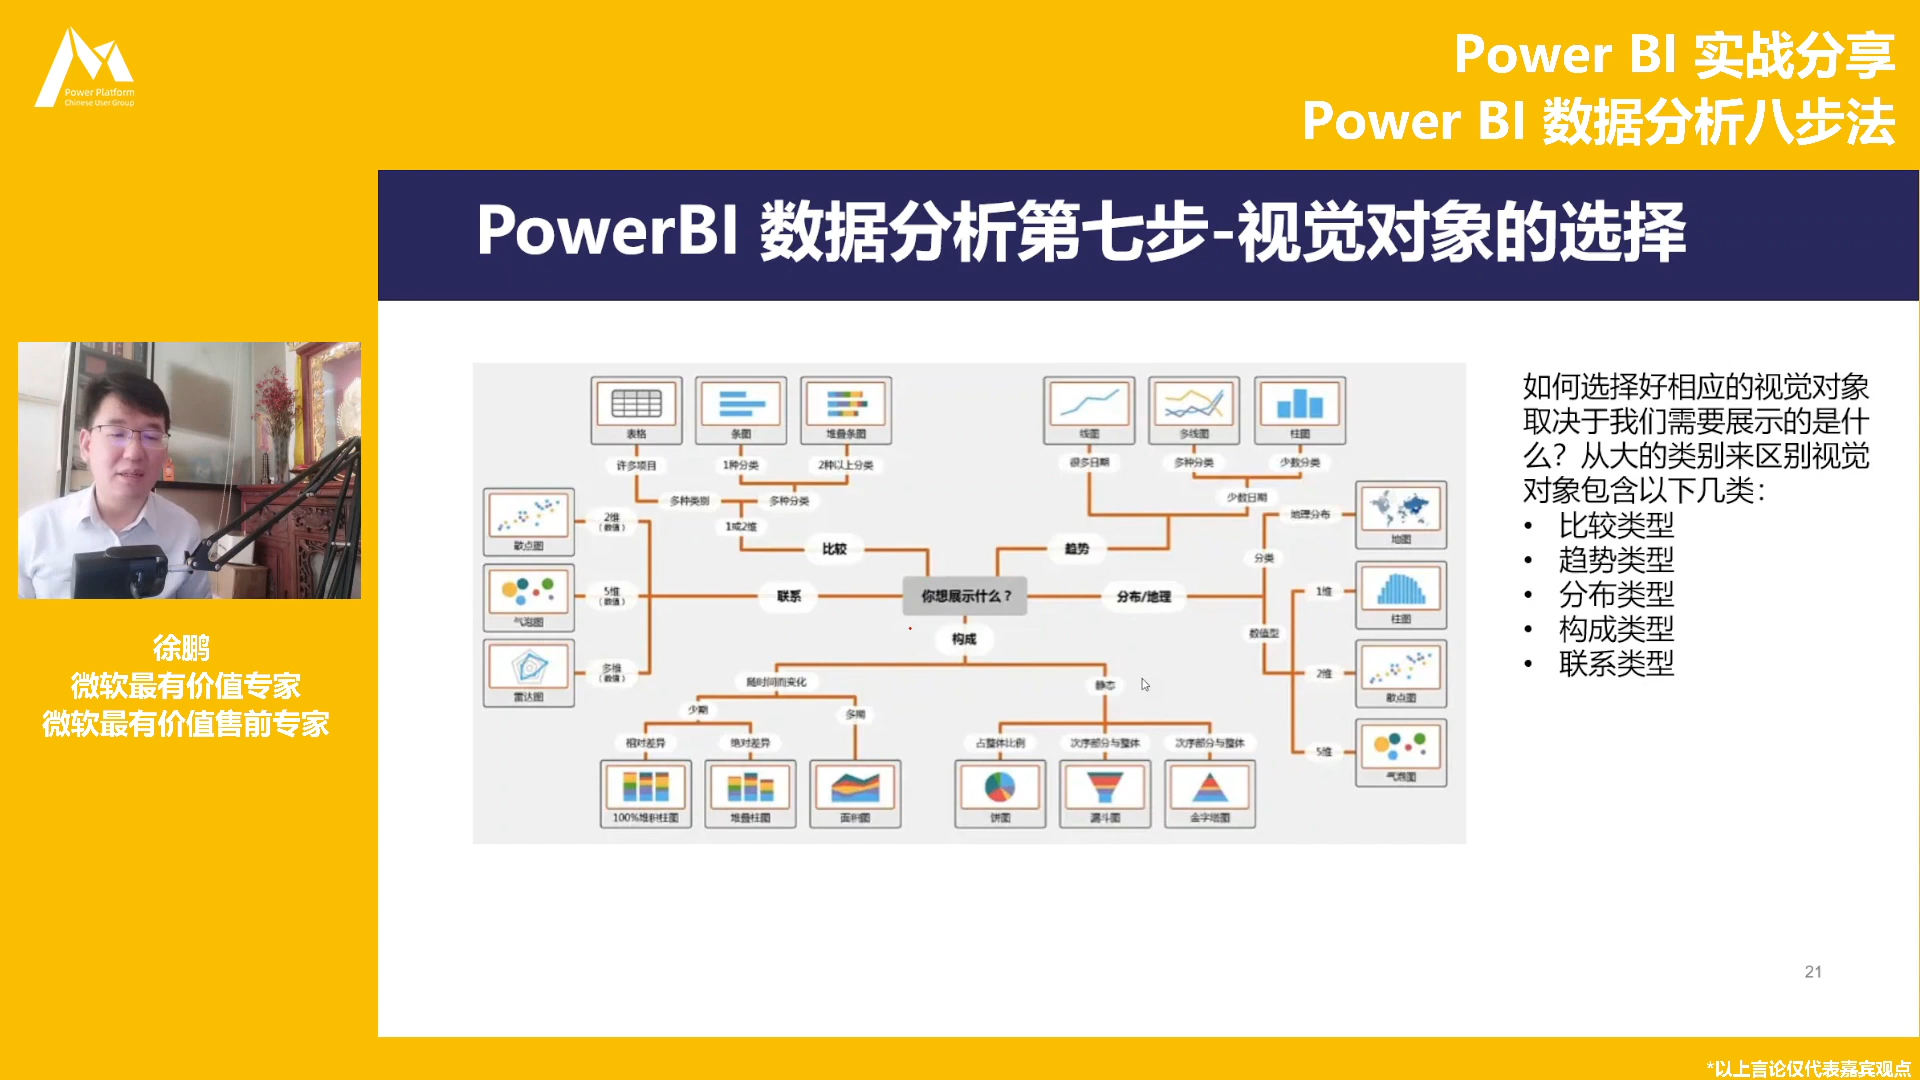 Power Platform
Chinese User Group
Power BI 实战分享
Power BI 数据分析八步法
PowerBI 数据分析第七步-视觉对象的选择
徐鹏
微软最有价值专家
微软最有价值售前专家
表格
条图
堆叠条图
许多项目
1种分类
2种以上分类
多种类别
多种分类
1或2维
比较
线图
多线图
柱图
很多日期
多种分类
少数分类
少数日期
趋势
散点图
2维
(数值)
气泡图
5维
(数值)
雷达图
多维
(数值)
联系
你想展示什么?
分布/地理
地理分布
地图
分类
1维
柱图
数值型
2维
散点图
5维
气泡图
构成
随时间而变化
静态
少期
多期
相对差异
绝对差异
占整体比例
次序部分与整体
次序部分与整体
100%堆积柱图
堆叠柱图
面积图
饼图
漏斗图
金字塔图
如何选择好相应的视觉对象
取决于我们需要展示的是什
么?从大的类别来区别视觉
对象包含以下几类:
• 比较类型
• 趋势类型
• 分布类型
• 构成类型
• 联系类型
21
*以上言论仅代表嘉宾观点